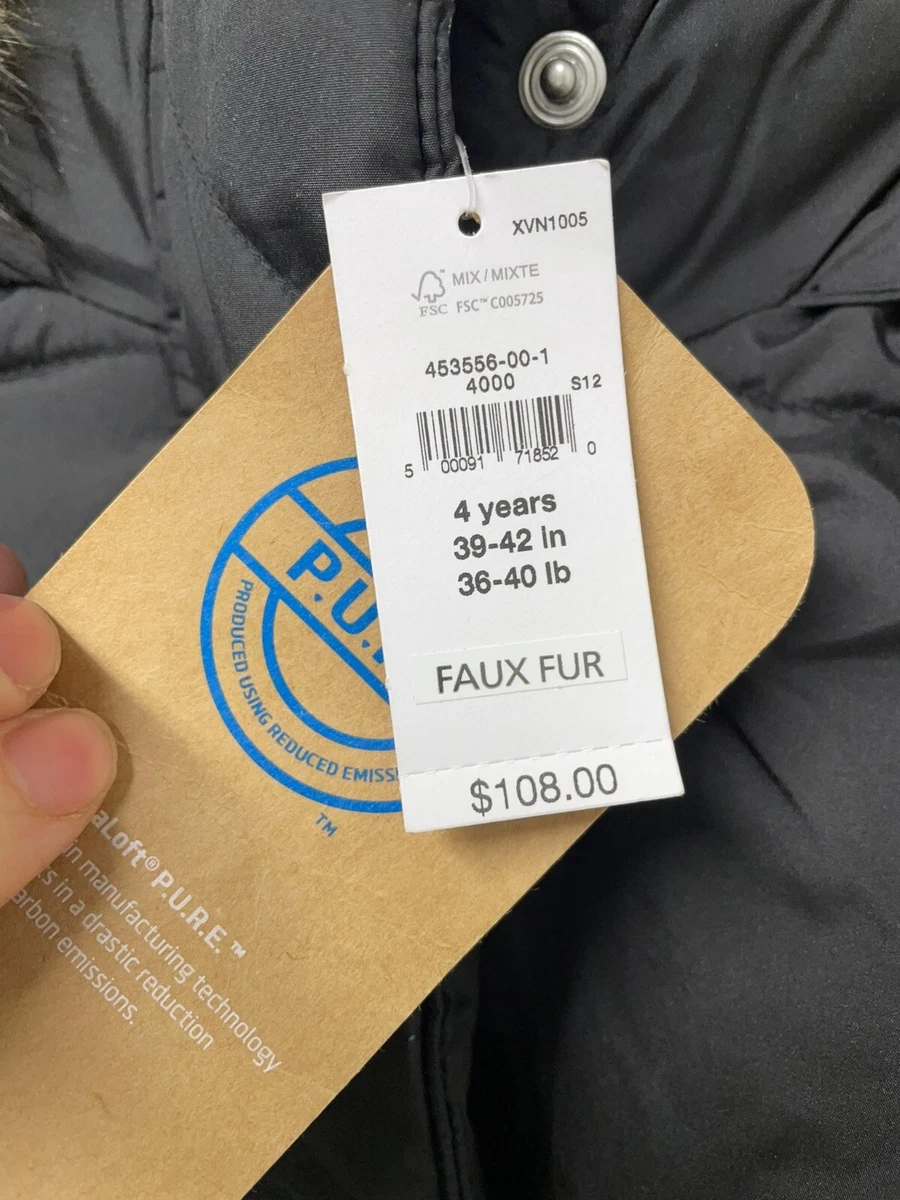 XVN1005
MIX / MIXTE
FSC FSC™ C005725
453556-00-1
4000
S12
5 00091 71852 0
4 years
39-42 in
36-40 lb
FAUX FUR
$108.00
P.U.
PRODUCED USING REDUCED
TM
P.U.R.E.™
in manufacturing technology
in a drastic reduction
emissions.